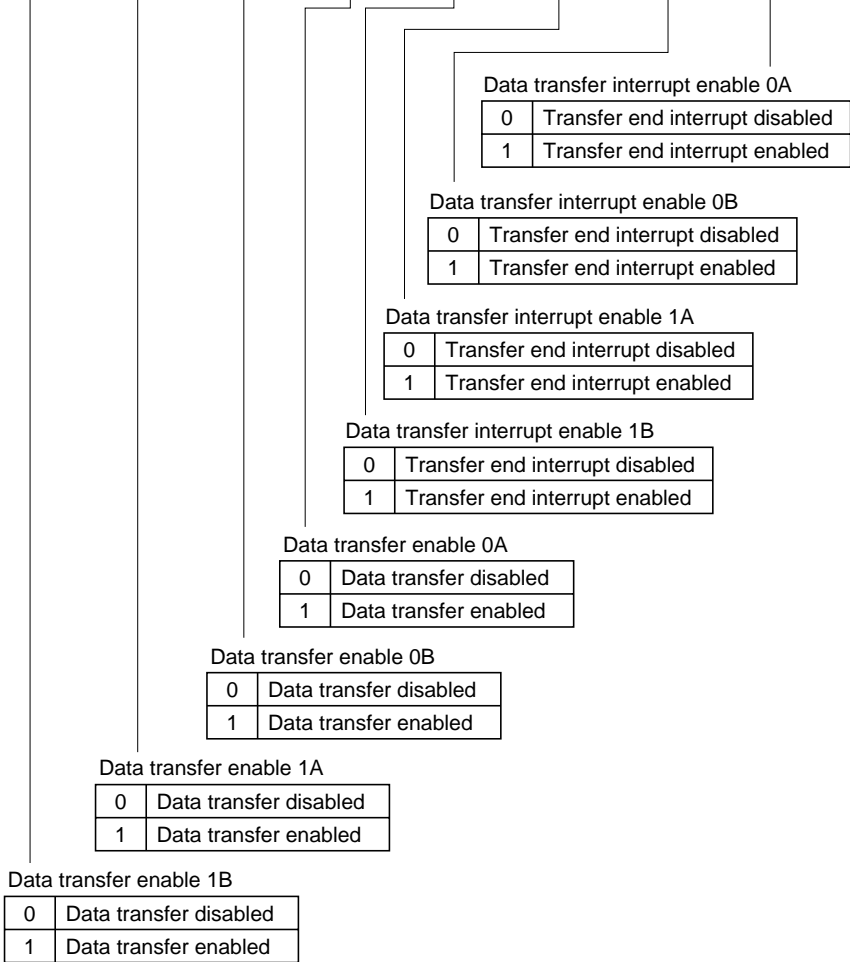 Data transfer interrupt enable 0A
0 Transfer end interrupt disabled
1 Transfer end interrupt enabled
Data transfer interrupt enable 0B
0 Transfer end interrupt disabled
1 Transfer end interrupt enabled
Data transfer interrupt enable 1A
0 Transfer end interrupt disabled
1 Transfer end interrupt enabled
Data transfer interrupt enable 1B
0 Transfer end interrupt disabled
1 Transfer end interrupt enabled
Data transfer enable 0A
0 Data transfer disabled
1 Data transfer enabled
Data transfer enable 0B
0 Data transfer disabled
1 Data transfer enabled
Data transfer enable 1A
0 Data transfer disabled
1 Data transfer enabled
Data transfer enable 1B
0 Data transfer disabled
1 Data transfer enabled